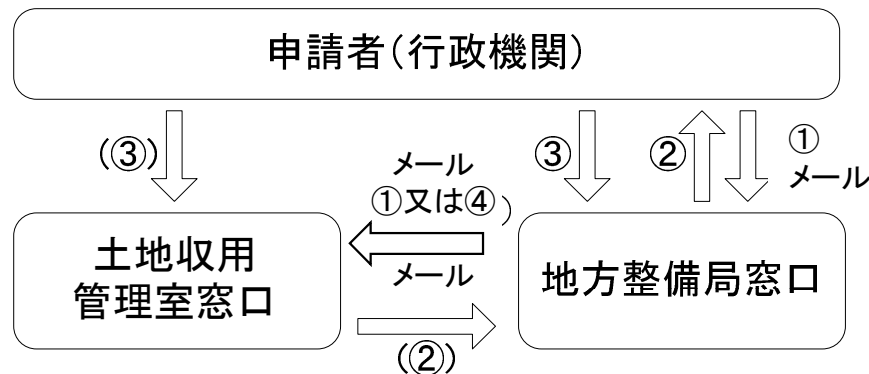 申請者（行政機関）
（③）
メール
①又は④
③
②
①
メール
土地収用
管理室窓口
メール
地方整備局窓口
（②）